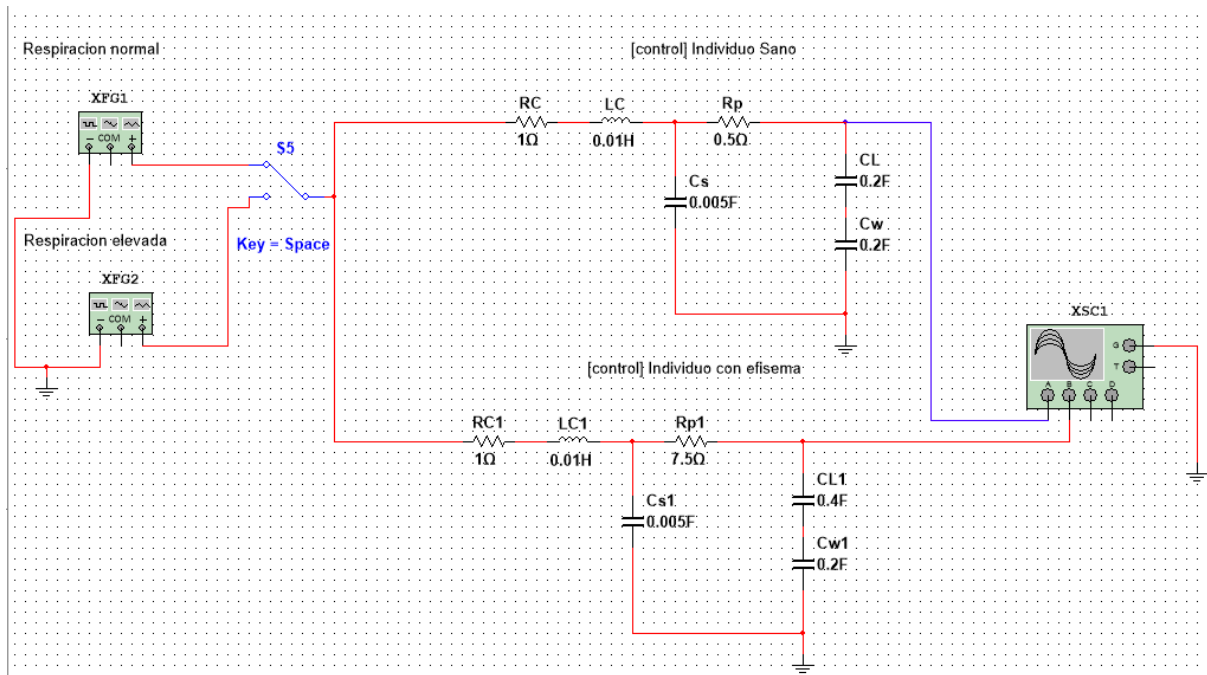 Respiracion normal
[control] Individuo Sano
XFG1
COM
S5
Key = Space
RC
1Ω
LC
0.01H
Rp
0.5Ω
Cs
0.005F
CL
0.2F
Cw
0.2F
Respiracion elevada
XFG2
COM
XSC1
G
T
A B C D
[control] Individuo con efisema
RC1
1Ω
LC1
0.01H
Rp1
7.5Ω
Cs1
0.005F
CL1
0.4F
Cw1
0.2F